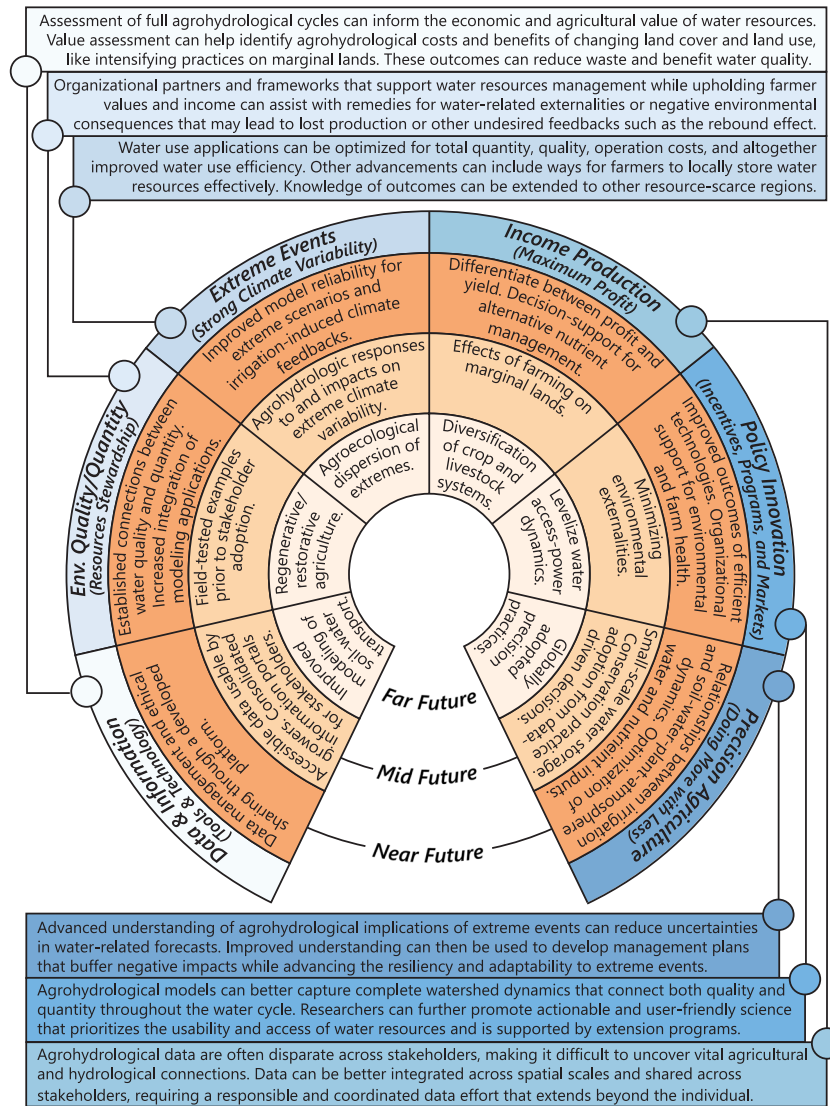 Assessment of full agrohydrological cycles can inform the economic and agricultural value of water resources.
Value assessment can help identify agrohydrological costs and benefits of changing land cover and land use,
like intensifying practices on marginal lands. These outcomes can reduce waste and benefit water quality.
Organizational partners and frameworks that support water resources management while upholding farmer
values and income can assist with remedies for water-related externalities or negative environmental
consequences that may lead to lost production or other undesired feedbacks such as the rebound effect.
Water use applications can be optimized for total quantity, quality, operation costs, and altogether
improved water use efficiency. Other advancements can include ways for farmers to locally store water
resources effectively. Knowledge of outcomes can be extended to other resource-scarce regions.
Extreme Events
(Strong Climate Variability)
Improved model reliability for
extreme scenarios and
irrigation-induced climate
feedbacks.
Agrohydrologic responses
to and impacts on
extreme climate
variability.
Agroecological
dispersion of
extremes.
Income Production
(Maximum Profit)
Differentiate between profit and
yield. Decision-support for
alternative nutrient
management.
Effects of farming on
marginal lands.
Diversification
of crop and
livestock
systems.
Env. Quality/Quantity
(Resources Stewardship)
Established connections between
water quality and quantity.
Increased integration of
modeling applications.
Field-tested examples
prior to stakeholder
adoption.
Regenerative/
restorative
agriculture.
Policy Innovation
(Incentives, Programs, and Markets)
Improved outcomes of efficient
technologies. Organizational
support for environmental
and farm health.
Minimizing
environmental
externalities.
Levelize water
access-power
dynamics.
Data & Information
(Tools & Technology)
Data management and ethical
sharing through a developed
platform.
Accessible data usable by
growers. Consolidated
information portals
for stakeholders.
Improved
modeling of
soil-water
transport.
Precision Agriculture
(Doing More with Less)
Relationships between irrigation
and soil-water-plant-atmosphere
dynamics. Optimization of
water and nutrient inputs.
Small-scale water storage.
Conservation practice
adoption from data-
driven decisions.
Globally
adopted
precision
practices.
Far Future
Mid Future
Near Future
Advanced understanding of agrohydrological implications of extreme events can reduce uncertainties
in water-related forecasts. Improved understanding can then be used to develop management plans
that buffer negative impacts while advancing the resiliency and adaptability to extreme events.
Agrohydrological models can better capture complete watershed dynamics that connect both quality and
quantity throughout the water cycle. Researchers can further promote actionable and user-friendly science
that prioritizes the usability and access of water resources and is supported by extension programs.
Agrohydrological data are often disparate across stakeholders, making it difficult to uncover vital agricultural
and hydrological connections. Data can be better integrated across spatial scales and shared across
stakeholders, requiring a responsible and coordinated data effort that extends beyond the individual.